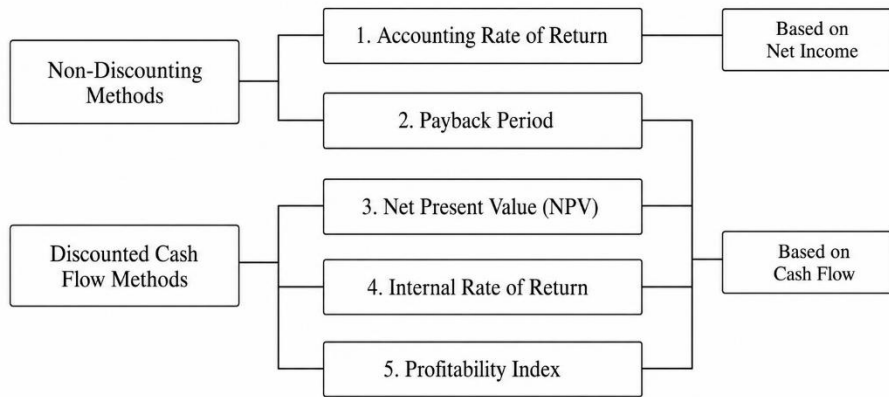 Non-Discounting
Methods
1. Accounting Rate of Return
Based on
Net Income
2. Payback Period
Discounted Cash
Flow Methods
3. Net Present Value (NPV)
4. Internal Rate of Return
5. Profitability Index
Based on
Cash Flow